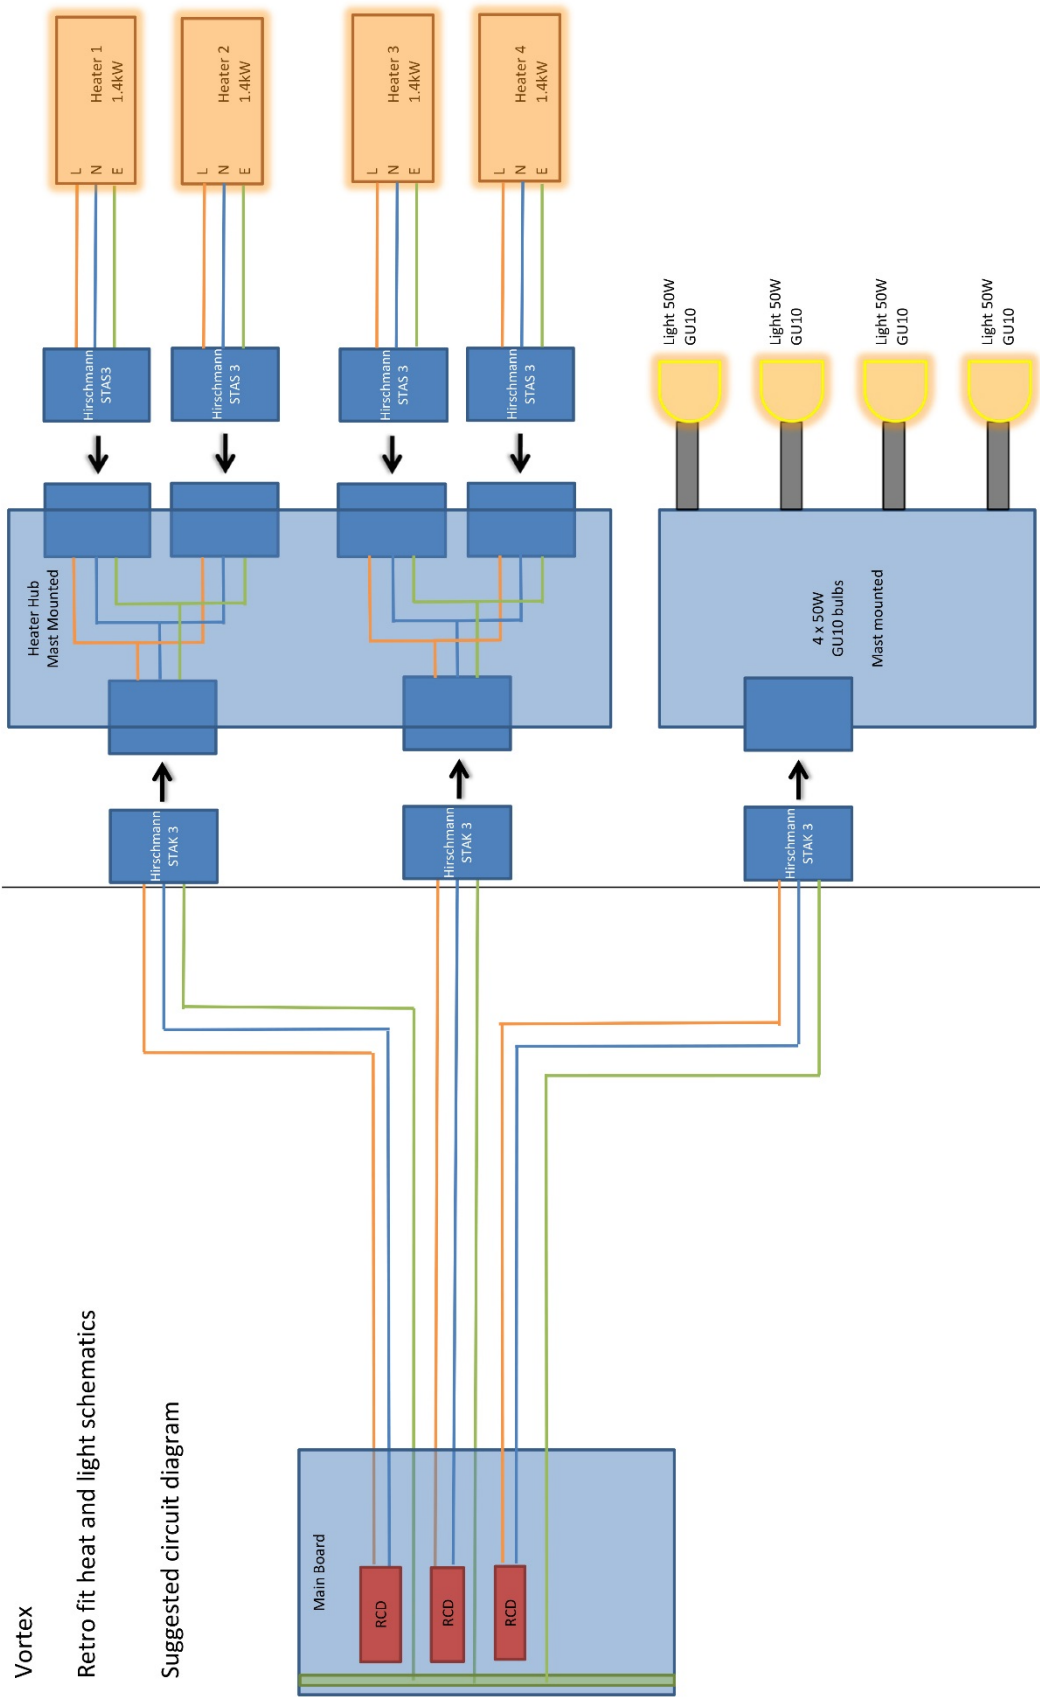 Vortex
Retro fit heat and light schematics
Suggested circuit diagram
Main Board
RCD
RCD
RCD
Hirschmann
STAK 3
Hirschmann
STAK 3
Hirschmann
STAK 3
Heater Hub
Mast Mounted
Hirschmann
STAS3
Hirschmann
STAS 3
Hirschmann
STAS 3
Hirschmann
STAS 3
L
N
E
Heater 1
1.4kW
L
N
E
Heater 2
1.4kW
L
N
E
Heater 3
1.4kW
L
N
E
Heater 4
1.4kW
4 x 50W
GU10 bulbs
Mast mounted
Light 50W
GU10
Light 50W
GU10
Light 50W
GU10
Light 50W
GU10